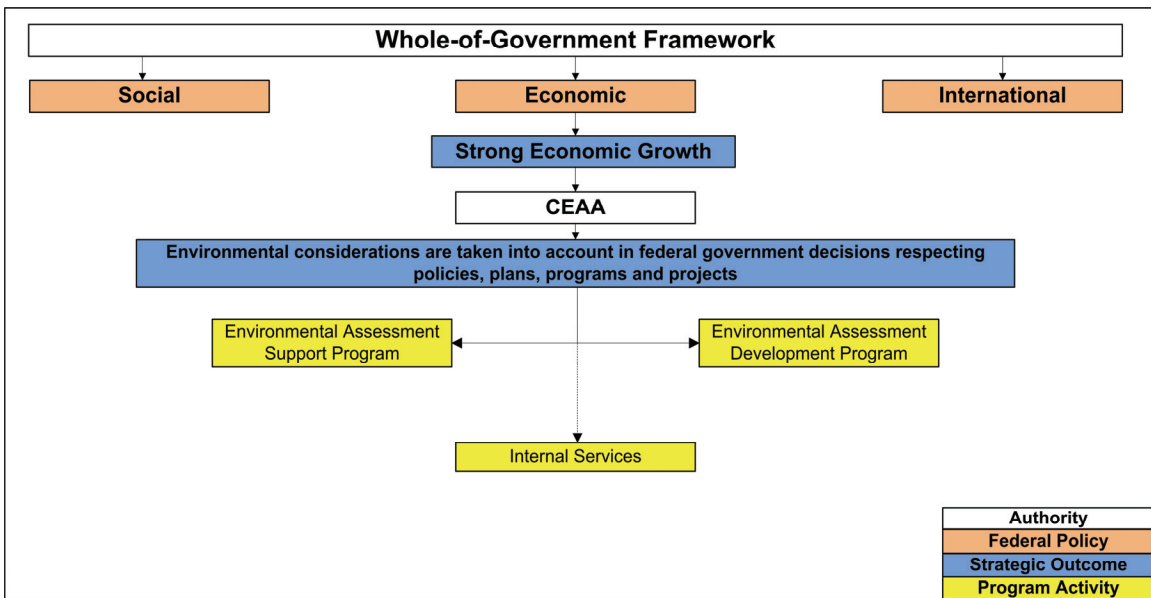 Whole-of-Government Framework
Social
Economic
International
Strong Economic Growth
CEAA
Environmental considerations are taken into account in federal government decisions respecting
policies, plans, programs and projects
Environmental Assessment
Support Program
Environmental Assessment
Development Program
Internal Services
Authority
Federal Policy
Strategic Outcome
Program Activity